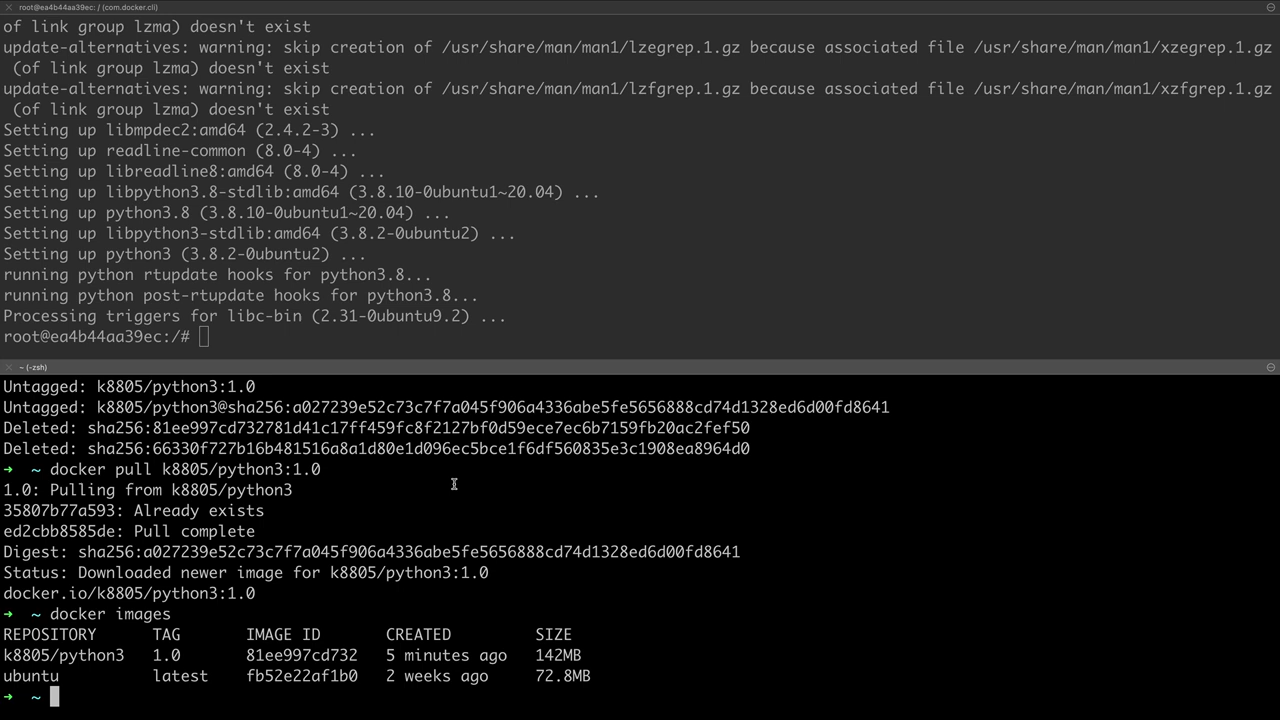 root@ea4b44aa39ec: / (com.docker.cli)
of link group lzma) doesn't exist
update-alternatives: warning: skip creation of /usr/share/man/man1/lzegrep.1.gz because associated file /usr/share/man/man1/xzegrep.1.gz
(of link group lzma) doesn't exist
update-alternatives: warning: skip creation of /usr/share/man/man1/lzfgrep.1.gz because associated file /usr/share/man/man1/xzfgrep.1.gz
(of link group lzma) doesn't exist
Setting up libmpdec2:amd64 (2.4.2-3) ...
Setting up readline-common (8.0-4) ...
Setting up libreadline8:amd64 (8.0-4) ...
Setting up libpython3.8-stdlib:amd64 (3.8.10-0ubuntu1~20.04) ...
Setting up python3.8 (3.8.10-0ubuntu1~20.04) ...
Setting up libpython3-stdlib:amd64 (3.8.2-0ubuntu2) ...
Setting up python3 (3.8.2-0ubuntu2) ...
running python rtupdate hooks for python3.8...
running python post-rtupdate hooks for python3.8...
Processing triggers for libc-bin (2.31-0ubuntu9.2) ...
root@ea4b44aa39ec:/#
~ (-zsh)
Untagged: k8805/python3:1.0
Untagged: k8805/python3@sha256:a027239e52c73c7f7a045f906a4336abe5fe5656888cd74d1328ed6d00fd8641
Deleted: sha256:81ee997cd732781d41c17ff459fc8f2127bf0d59ece7ec6b7159fb20ac2fef50
Deleted: sha256:66330f727b16b481516a8a1d80e1d096ec5bce1f6df560835e3c1908ea8964d0
➜ ~ docker pull k8805/python3:1.0
1.0: Pulling from k8805/python3
35807b77a593: Already exists
ed2cbb8585de: Pull complete
Digest: sha256:a027239e52c73c7f7a045f906a4336abe5fe5656888cd74d1328ed6d00fd8641
Status: Downloaded newer image for k8805/python3:1.0
docker.io/k8805/python3:1.0
➜ ~ docker images
REPOSITORY TAG IMAGE ID CREATED SIZE
k8805/python3 1.0 81ee997cd732 5 minutes ago 142MB
ubuntu latest fb52e22af1b0 2 weeks ago 72.8MB
➜ ~